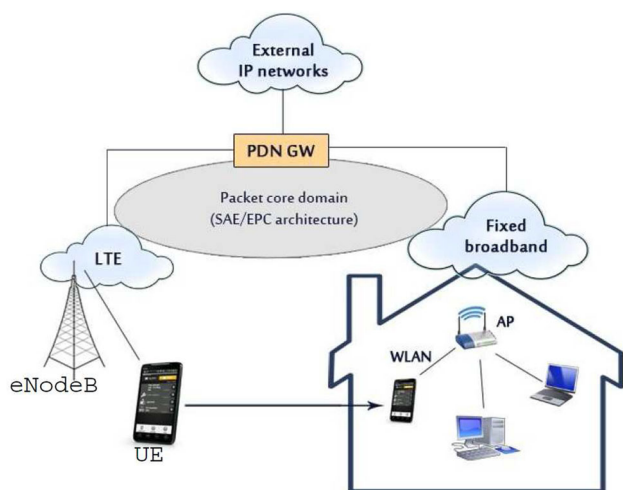 External
IP networks
PDN GW
Packet core domain
(SAE/EPC architecture)
LTE
Fixed
broadband
AP
WLAN
eNodeB
UE